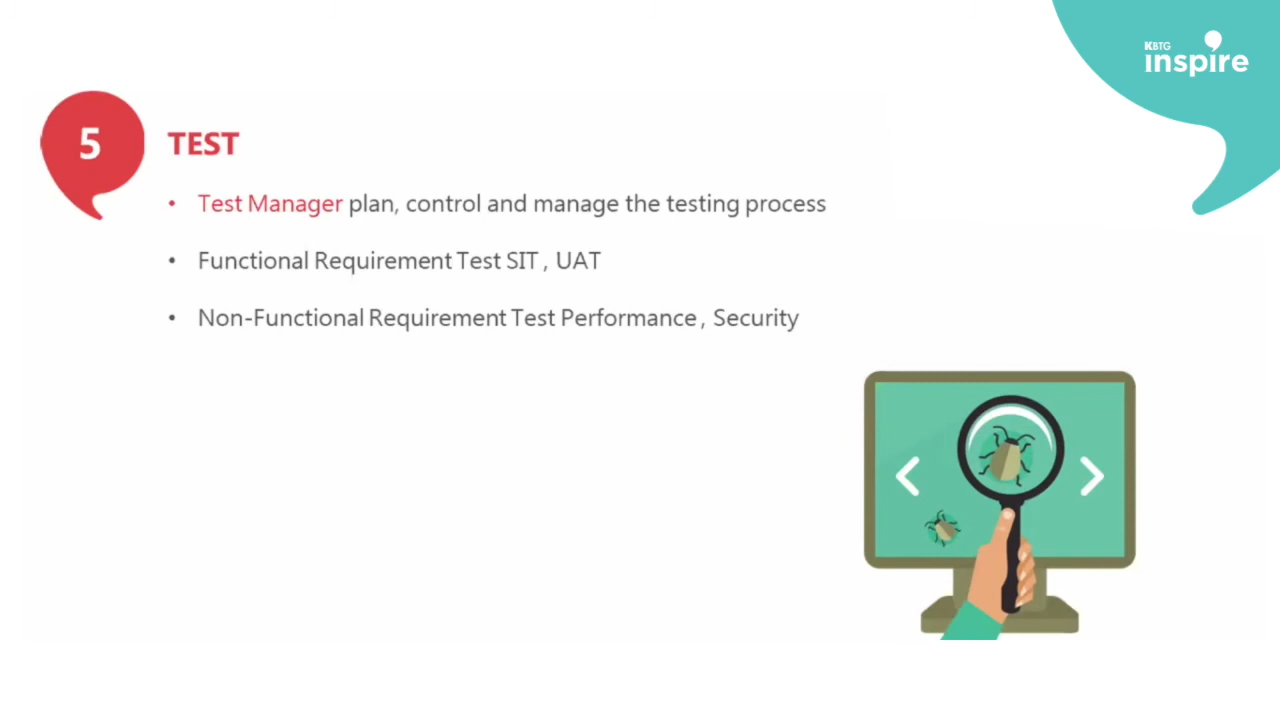 KBTG
inspire
5
TEST
• Test Manager plan, control and manage the testing process
• Functional Requirement Test SIT , UAT
• Non-Functional Requirement Test Performance , Security